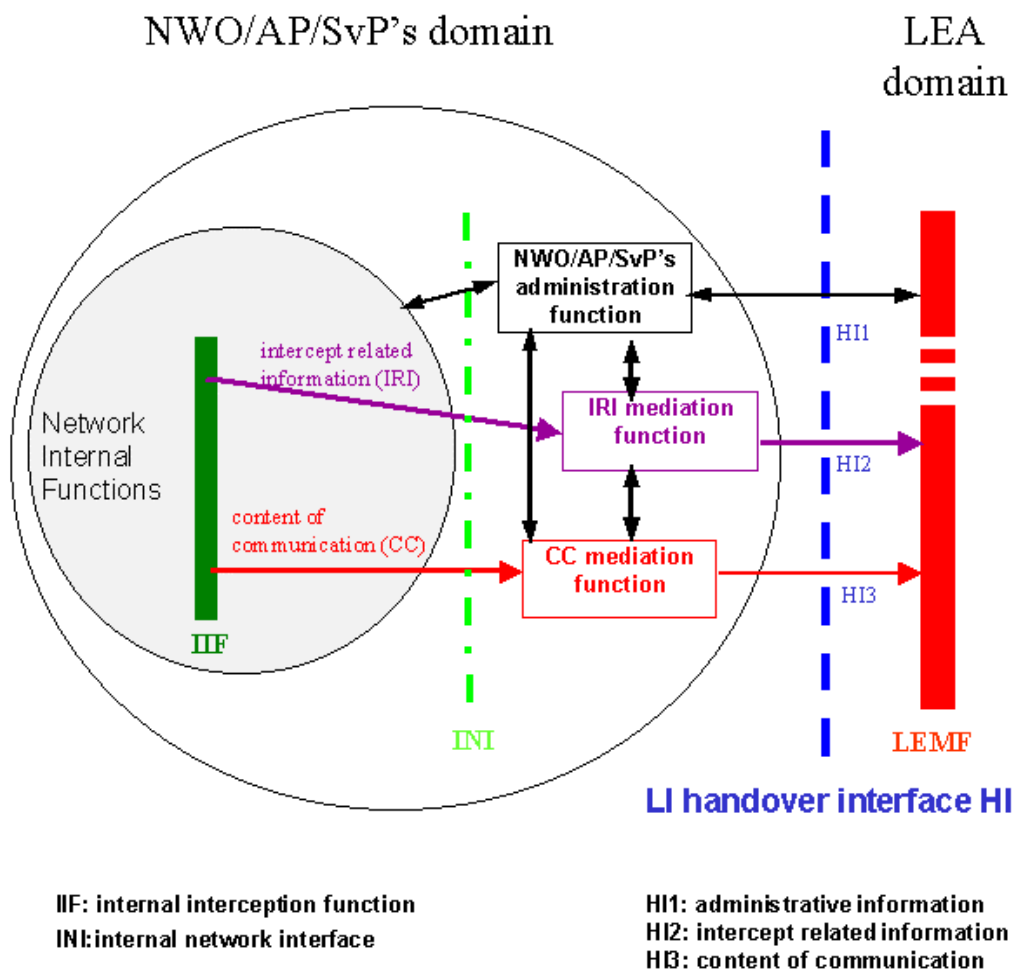 NWO/AP/SvP's domain
LEA
domain
NWO/AP/SvP's
administration
function
HI1
intercept related
information (IRI)
IRI mediation
function
HI2
Network
Internal
Functions
content of
communication (CC)
CC mediation
function
HI3
IIF
INI
LEMF
LI handover interface HI
IIF: internal interception function
INI:internal network interface
HI1: administrative information
HI2: intercept related information
HI3: content of communication